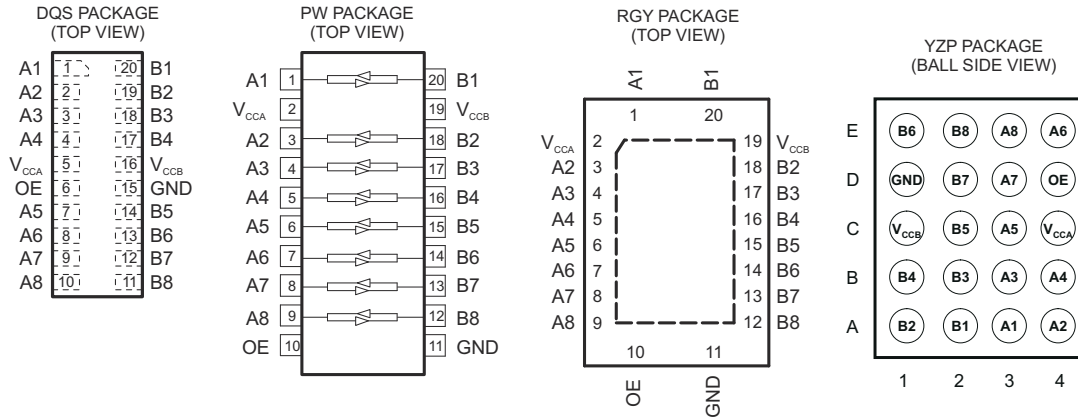 DQS PACKAGE
(TOP VIEW)
A1 1 20 B1
A2 2 19 B2
A3 3 18 B3
A4 4 17 B4
VCCA 5 16 VCCB
OE 6 15 GND
A5 7 14 B5
A6 8 13 B6
A7 9 12 B7
A8 10 11 B8
PW PACKAGE
(TOP VIEW)
A1 1 20 B1
VCCA 2 19 VCCB
A2 3 18 B2
A3 4 17 B3
A4 5 16 B4
A5 6 15 B5
A6 7 14 B6
A7 8 13 B7
A8 9 12 B8
OE 10 11 GND
RGY PACKAGE
(TOP VIEW)
A1 B1
1 20
VCCA 2 19 VCCB
A2 3 18 B2
A3 4 17 B3
A4 5 16 B4
A5 6 15 B5
A6 7 14 B6
A7 8 13 B7
A8 9 12 B8
10 11
OE GND
YZP PACKAGE
(BALL SIDE VIEW)
E B6 B8 A8 A6
D GND B7 A7 OE
C VCCB B5 A5 VCCA
B B4 B3 A3 A4
A B2 B1 A1 A2
1 2 3 4